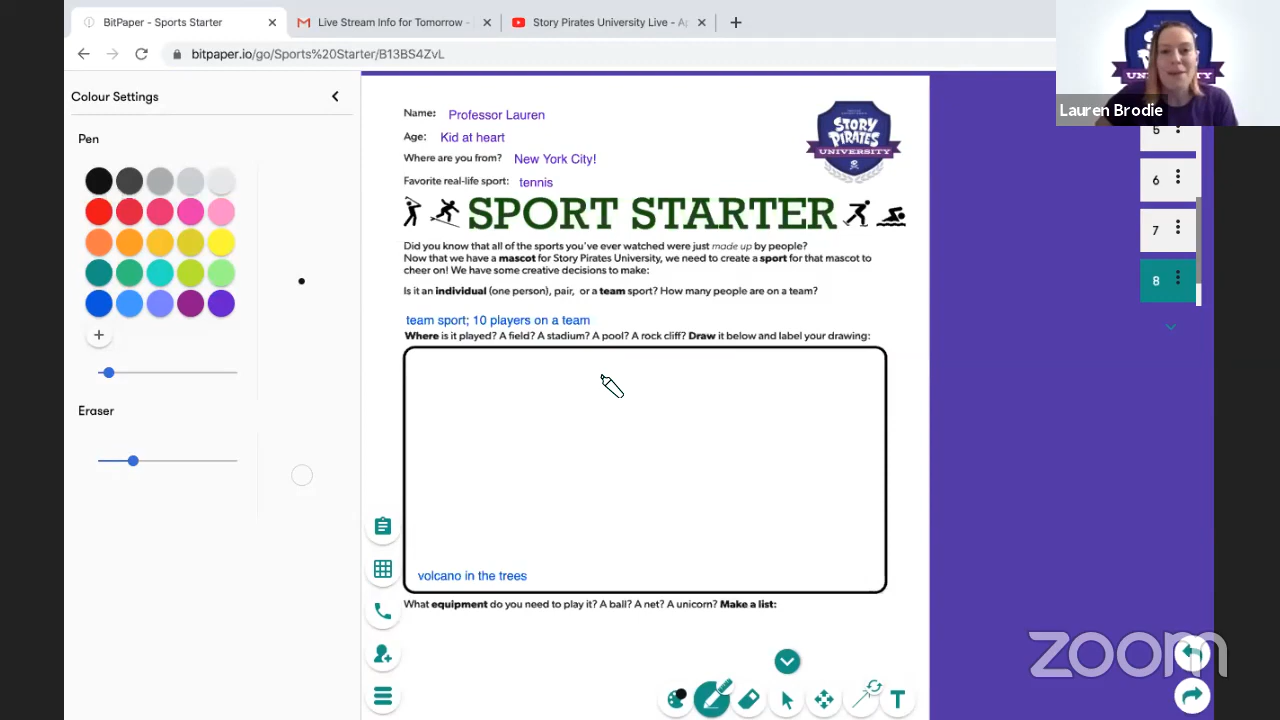 BitPaper - Sports Starter
Live Stream Info for Tomorrow -
Story Pirates University Live -
bitpaper.io/go/Sports%20Starter/B13BS4ZvL
Lauren Brodie
Colour Settings
Pen
Eraser
Name: Professor Lauren
Age: Kid at heart
Where are you from? New York City!
Favorite real-life sport: tennis
STORY
PIRATES
UNIVERSITY
SPORT STARTER
Did you know that all of the sports you've ever watched were just made up by people?
Now that we have a mascot for Story Pirates University, we need to create a sport for that mascot to
cheer on! We have some creative decisions to make:
Is it an individual (one person), pair, or a team sport? How many people are on a team?
team sport; 10 players on a team
Where is it played? A field? A stadium? A pool? A rock cliff? Draw it below and label your drawing:
volcano in the trees
What equipment do you need to play it? A ball? A net? A unicorn? Make a list:
5
6
7
8
T
zoom